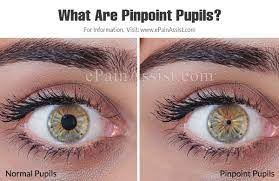 What Are Pinpoint Pupils?
For Information, Visit: www.ePainAssist.com
ePainAssist.com
Normal Pupils
Pinpoint Pupils